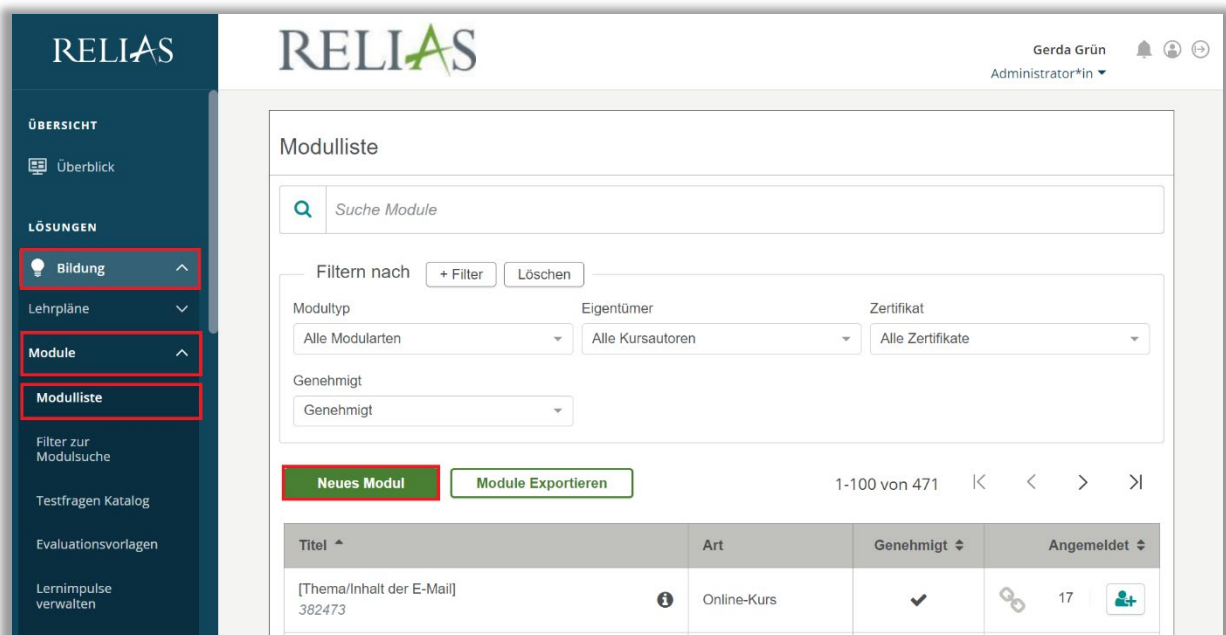 RELIAS
RELIAS
Gerda Grün
Administrator*in
ÜBERSICHT
Überblick
LÖSUNGEN
Bildung
Lehrpläne
Module
Modulliste
Filter zur
Modulsuche
Testfragen Katalog
Evaluationsvorlagen
Lernimpulse
verwalten
Modulliste
Suche Module
Filtern nach + Filter Löschen
Modultyp Eigentümer Zertifikat
Alle Modularten Alle Kursautoren Alle Zertifikate
Genehmigt
Genehmigt
Neues Modul Module Exportieren 1-100 von 471
Titel Art Genehmigt Angemeldet
[Thema/Inhalt der E-Mail] Online-Kurs 17
382473